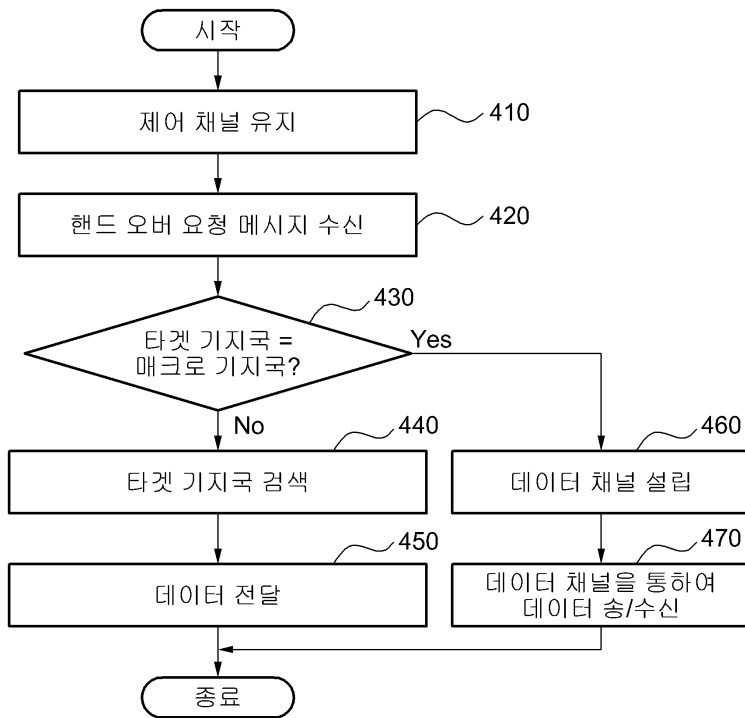 시작
제어 채널 유지
410
핸드 오버 요청 메시지 수신
420
430
타겟 기지국 =
매크로 기지국?
Yes
No
440
타겟 기지국 검색
460
데이터 채널 설립
450
데이터 전달
470
데이터 채널을 통하여
데이터 송/수신
종료